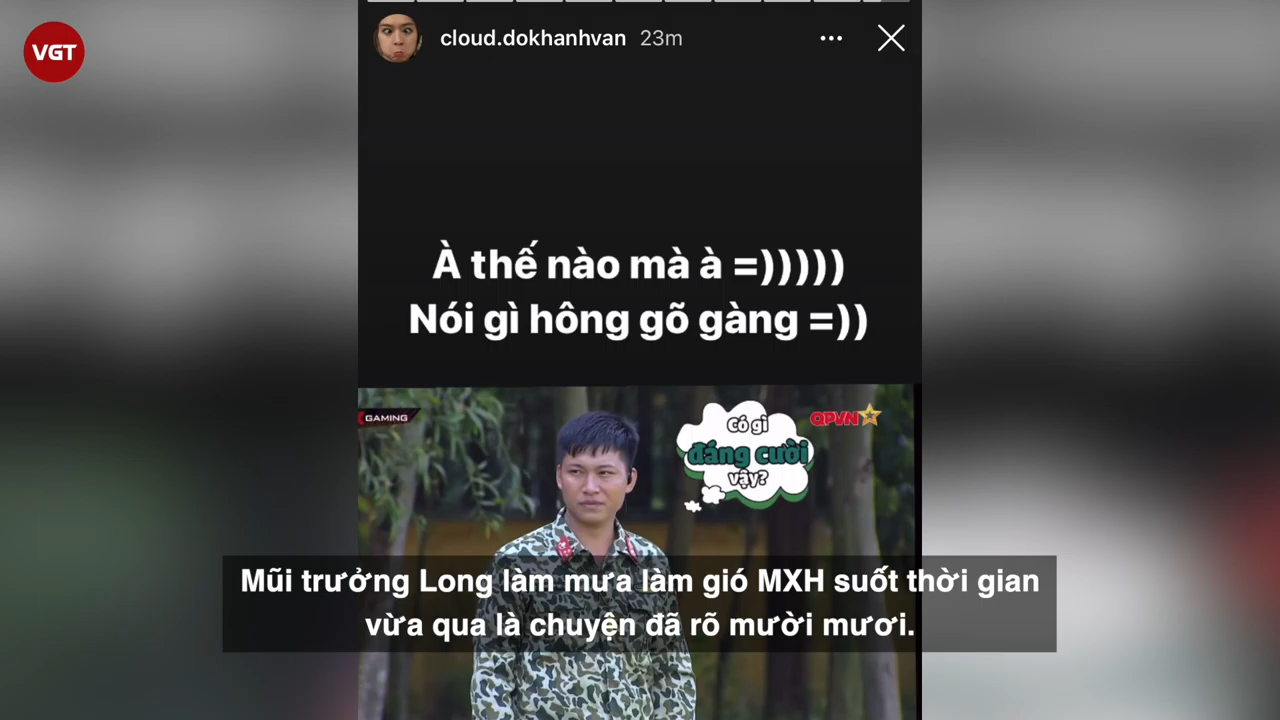 VGT
cloud.dokhanhvan 23m
À thế nào mà à =)))))
Nói gì hông gõ gàng =))
GAMING
Có gì
đáng cười
vậy?
QPVN
Mũi trưởng Long làm mưa làm gió MXH suốt thời gian
vừa qua là chuyện đã rõ mười mươi.